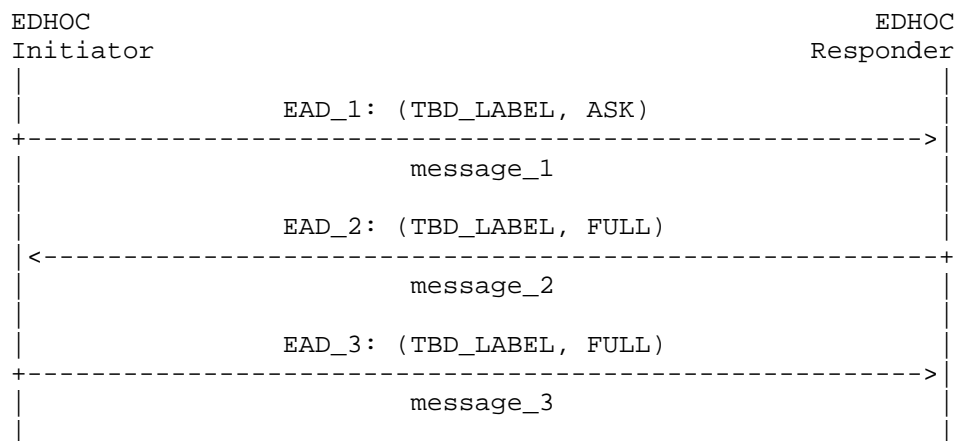 EDHOC EDHOC
Initiator Responder
EAD_1: (TBD_LABEL, ASK)
message_1
EAD_2: (TBD_LABEL, FULL)
message_2
EAD_3: (TBD_LABEL, FULL)
message_3